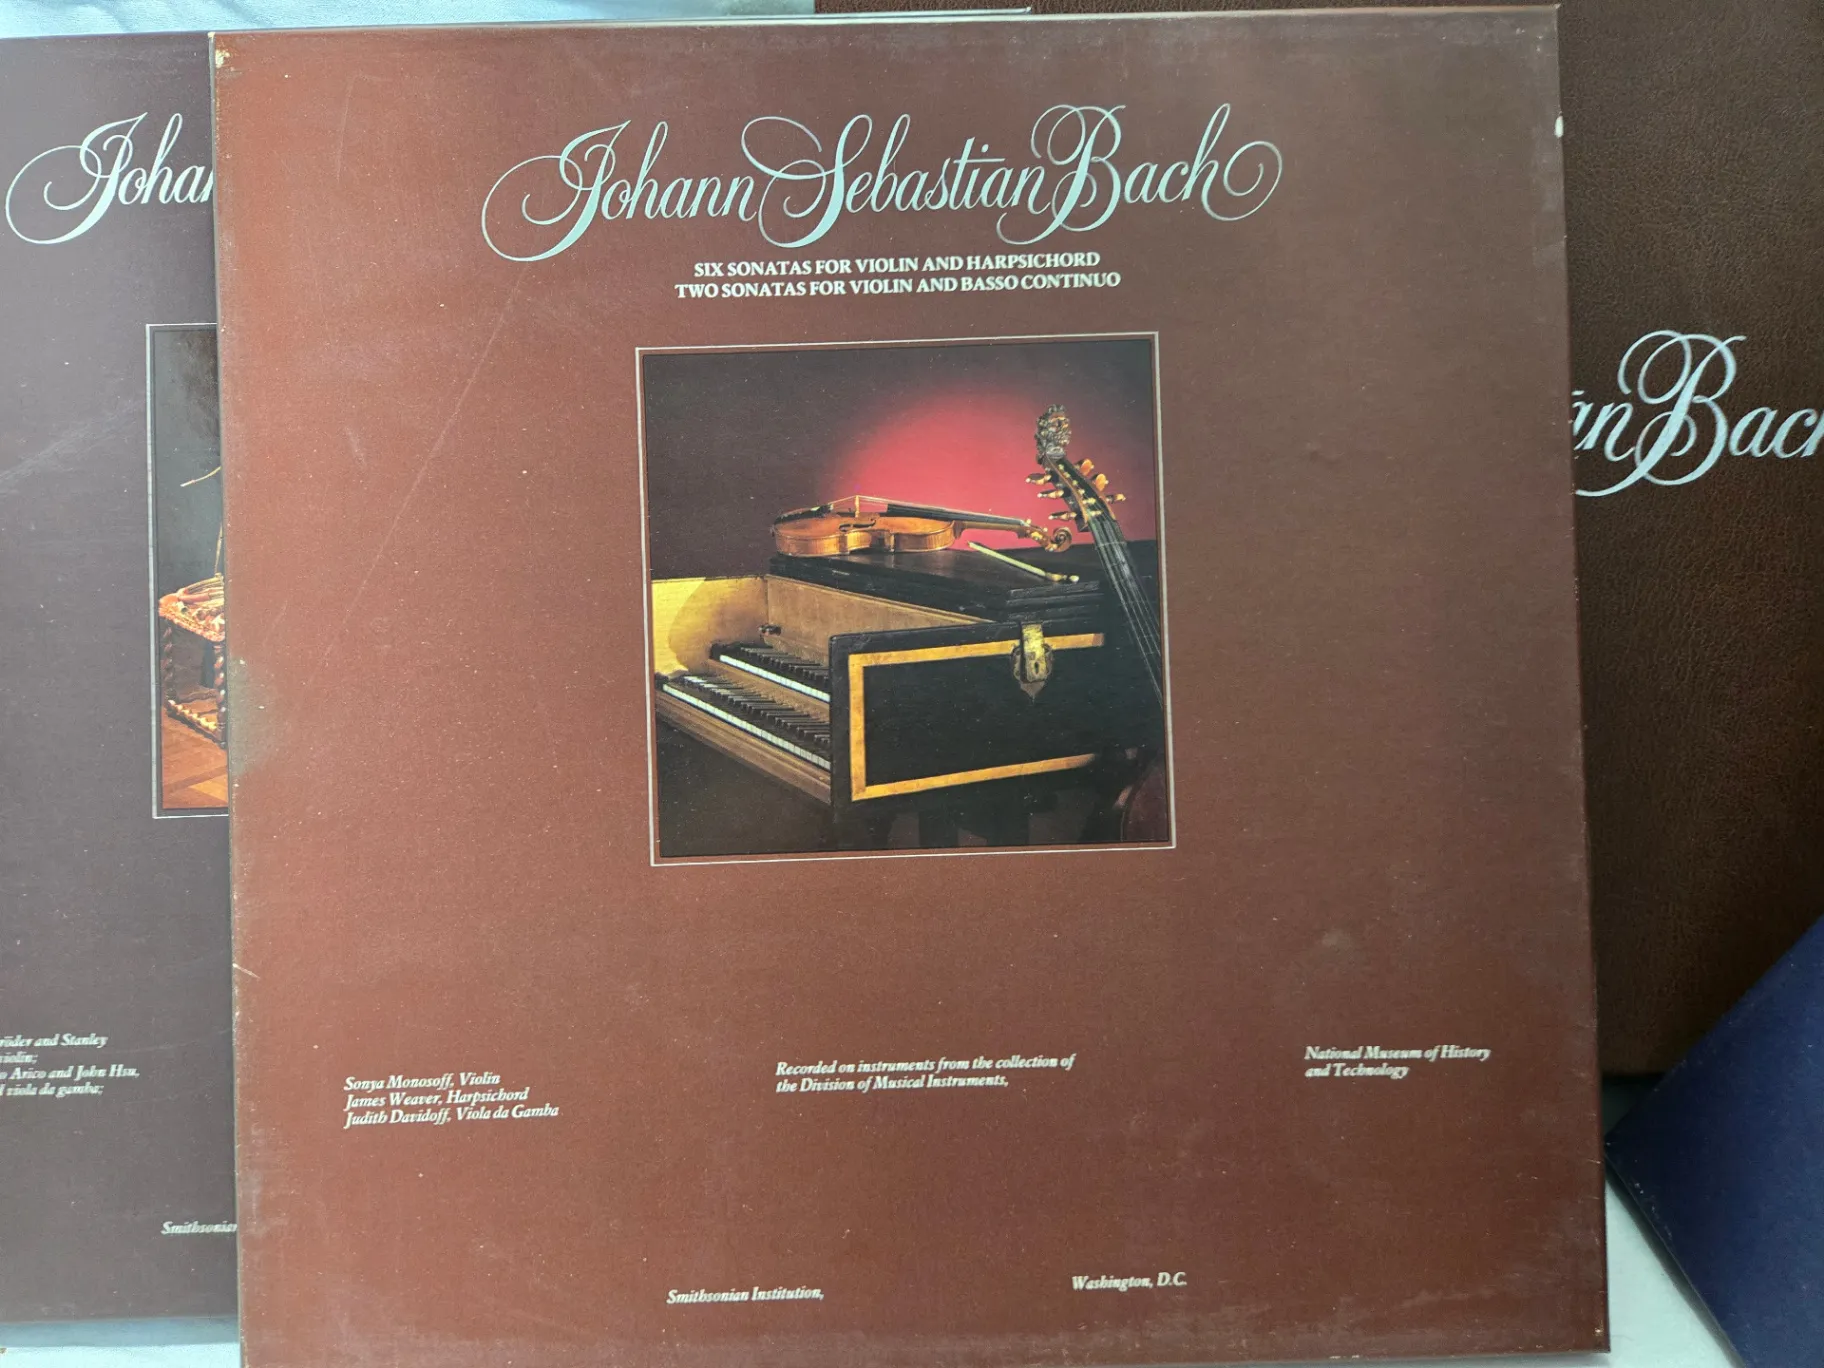 Johann Sebastian Bach
SIX SONATAS FOR VIOLIN AND HARPSICHORD
TWO SONATAS FOR VIOLIN AND BASSO CONTINUO
Sonya Monosoff, Violin
James Weaver, Harpsichord
Judith Davidoff, Viola da Gamba
Recorded on instruments from the collection of
the Division of Musical Instruments,
National Museum of History
and Technology
Smithsonian Institution,
Washington, D.C.
Johan
and Stanley
violin;
Arico and John Hsu,
viola da gamba;
Smithsonian
an Bach